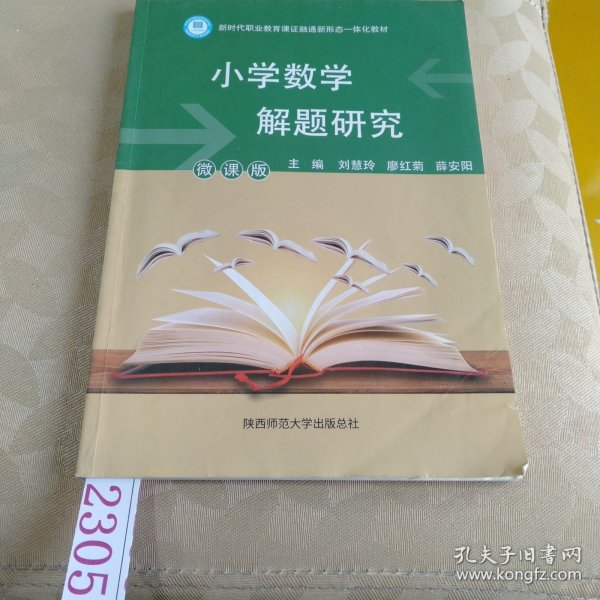 新时代职业教育课证融通新形态一体化教材
小学数学
解题研究
微课版
主 编 刘慧玲 廖红菊 薛安阳
陕西师范大学出版总社
2305
孔夫子旧书网
www.kongfz.com